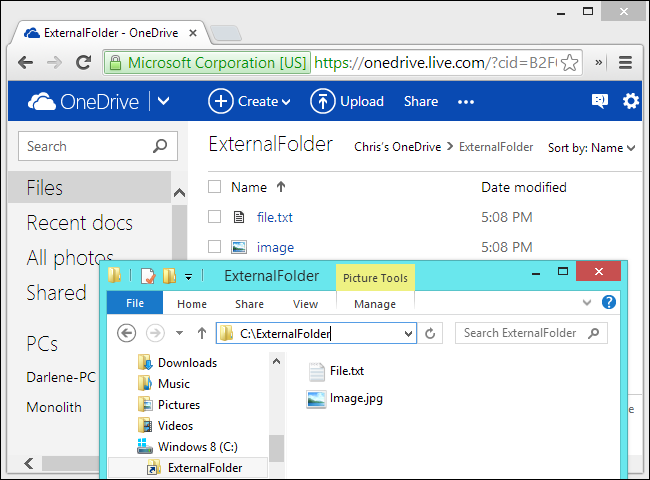 ExternalFolder - OneDrive
Microsoft Corporation [US] https://onedrive.live.com/?cid=B2F
OneDrive Create Upload Share
Search
ExternalFolder Chris's OneDrive > ExternalFolder Sort by: Name
Files
Name Date modified
Recent docs
file.txt 5:08 PM
All photos
image 5:08 PM
Shared
PCs
Darlene-PC
Monolith
ExternalFolder Picture Tools
File Home Share View Manage
C:\ExternalFolder Search ExternalFolder
Downloads
Music
Pictures
Videos
Windows 8 (C:)
ExternalFolder
File.txt
Image.jpg